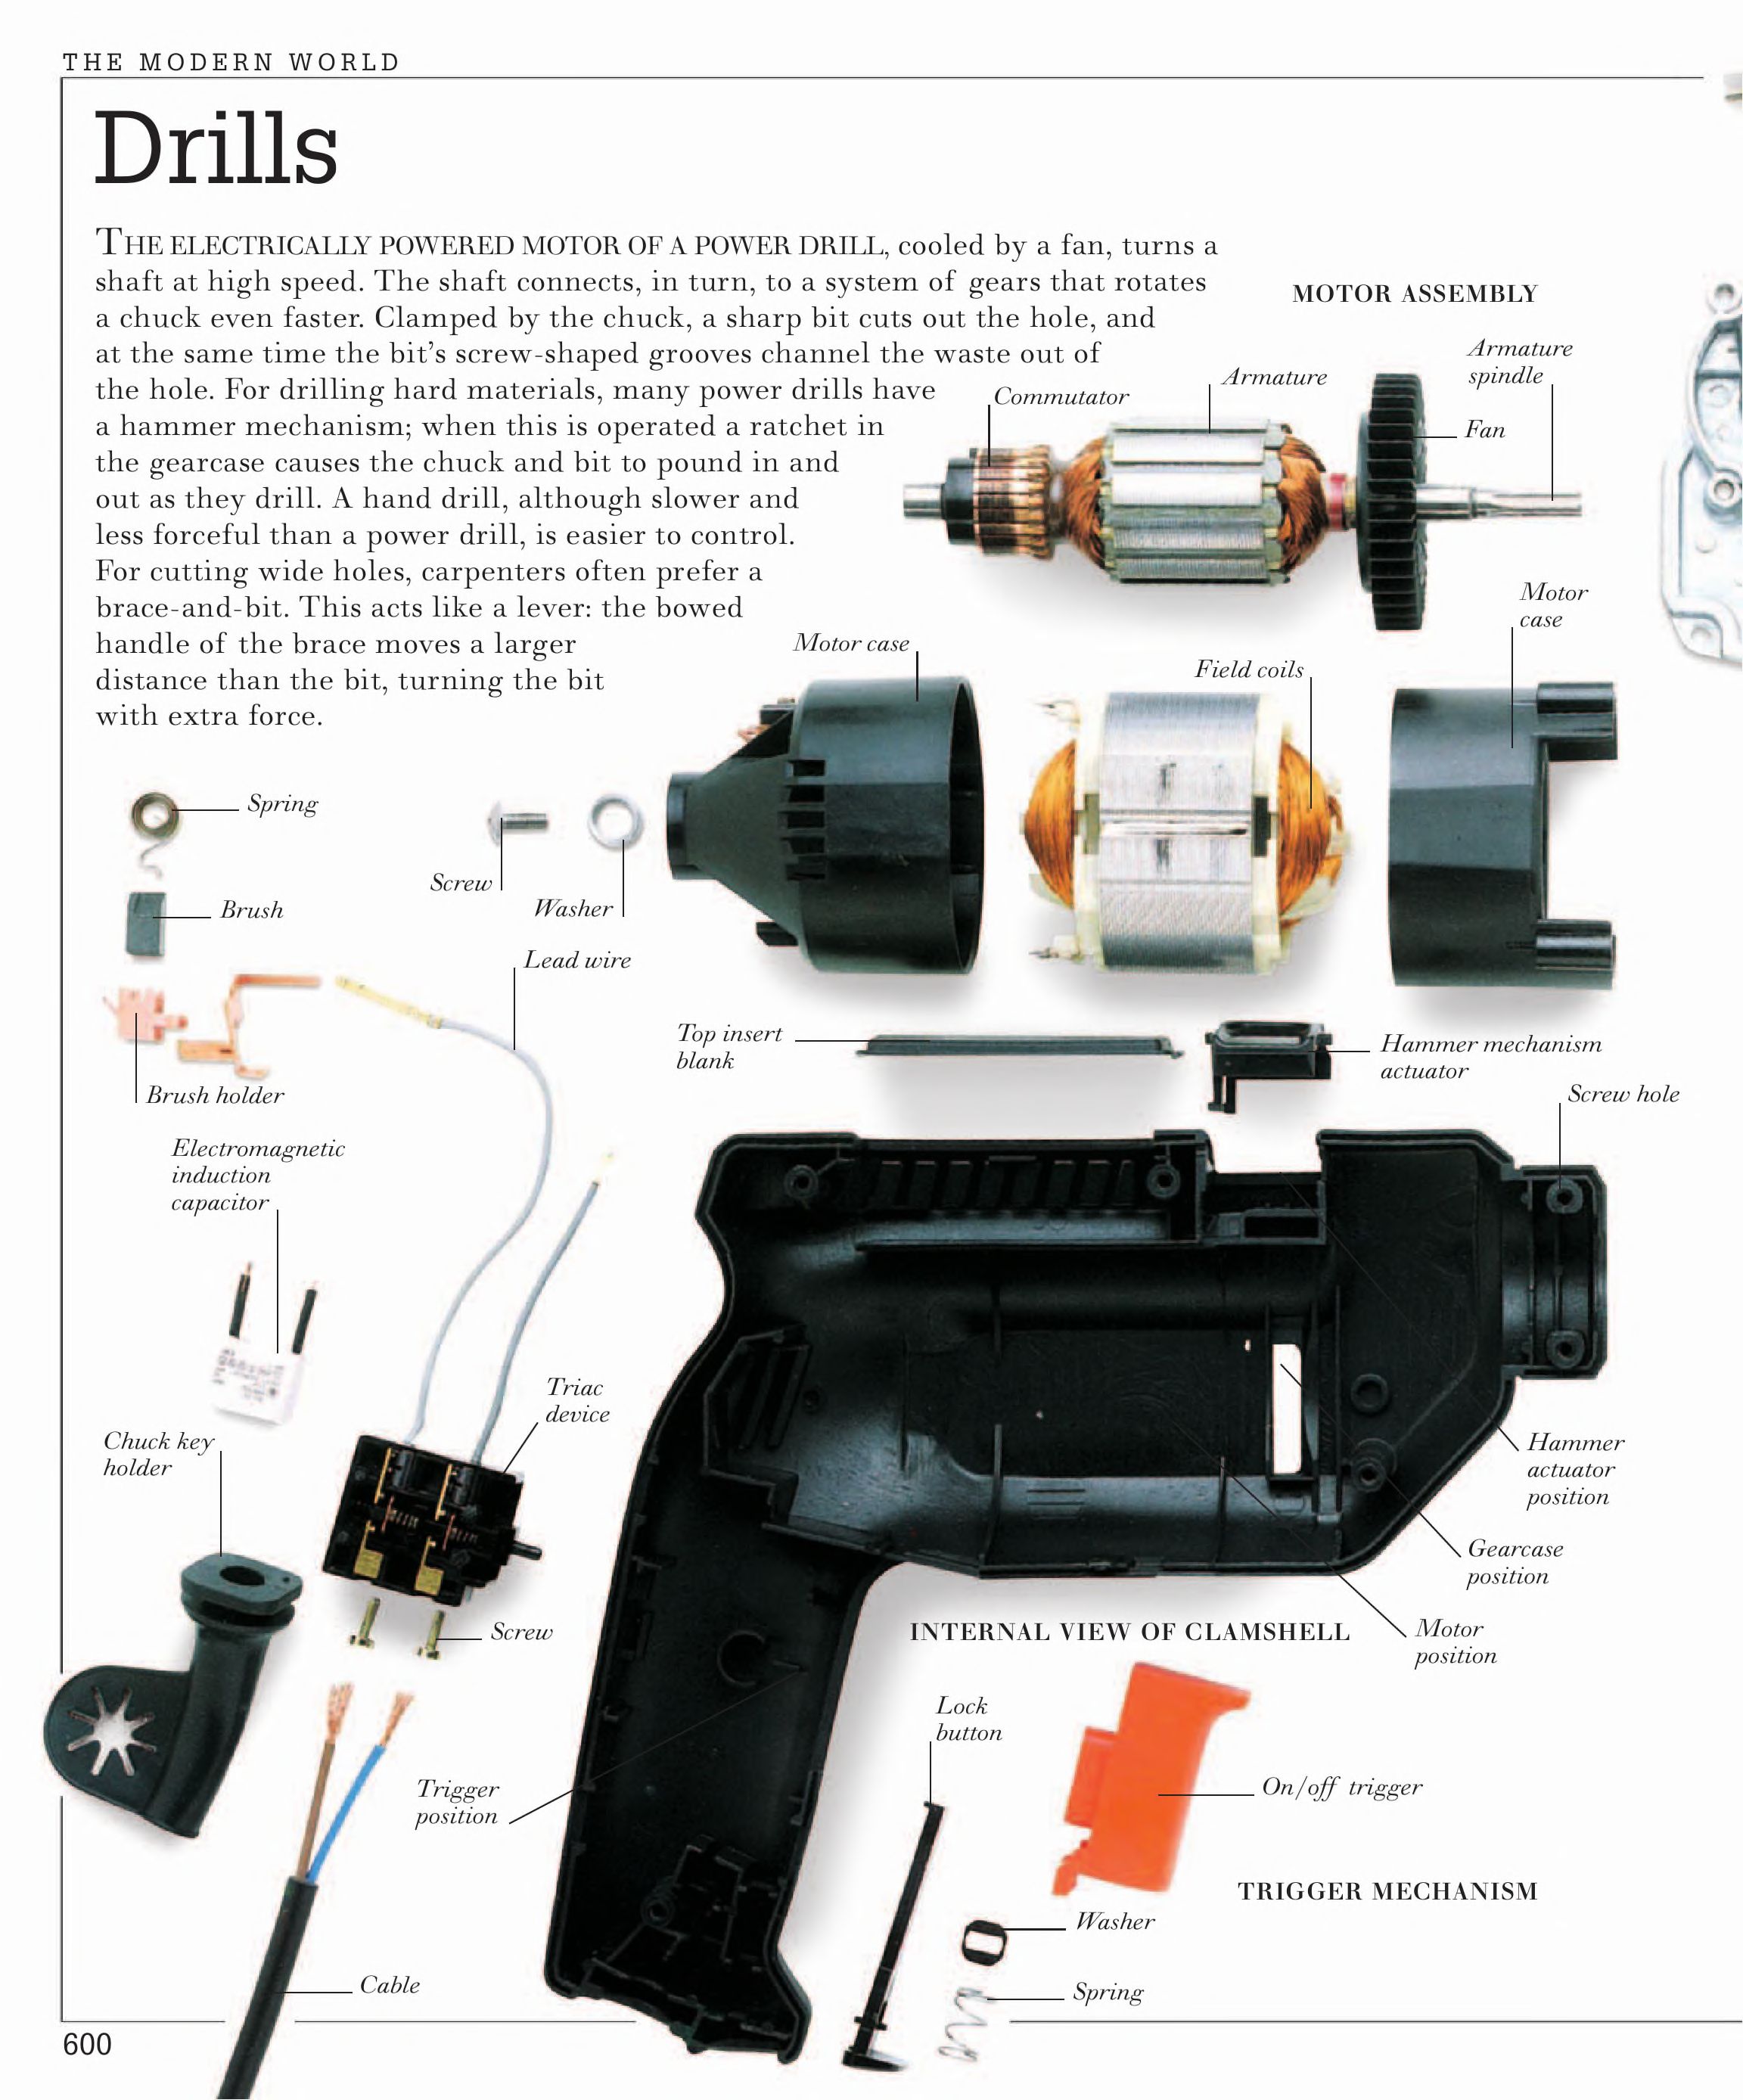 THE MODERN WORLD
Drills
THE ELECTRICALLY POWERED MOTOR OF A POWER DRILL, cooled by a fan, turns a
shaft at high speed. The shaft connects, in turn, to a system of gears that rotates
a chuck even faster. Clamped by the chuck, a sharp bit cuts out the hole, and
at the same time the bit's screw-shaped grooves channel the waste out of
the hole. For drilling hard materials, many power drills have
a hammer mechanism; when this is operated a ratchet in
the gearcase causes the chuck and bit to pound in and
out as they drill. A hand drill, although slower and
less forceful than a power drill, is easier to control.
For cutting wide holes, carpenters often prefer a
brace-and-bit. This acts like a lever: the bowed
handle of the brace moves a larger
distance than the bit, turning the bit
with extra force.
MOTOR ASSEMBLY
Armature
spindle
Armature
Commutator
Fan
Motor
case
Motor case
Field coils
Spring
Screw
Brush
Washer
Lead wire
Top insert
blank
Hammer mechanism
actuator
Brush holder
Screw hole
Electromagnetic
induction
capacitor
Triac
device
Chuck key
holder
Hammer
actuator
position
Gearcase
position
Screw
INTERNAL VIEW OF CLAMSHELL
Motor
position
Lock
button
Trigger
position
On/off trigger
TRIGGER MECHANISM
Washer
Cable
Spring
600